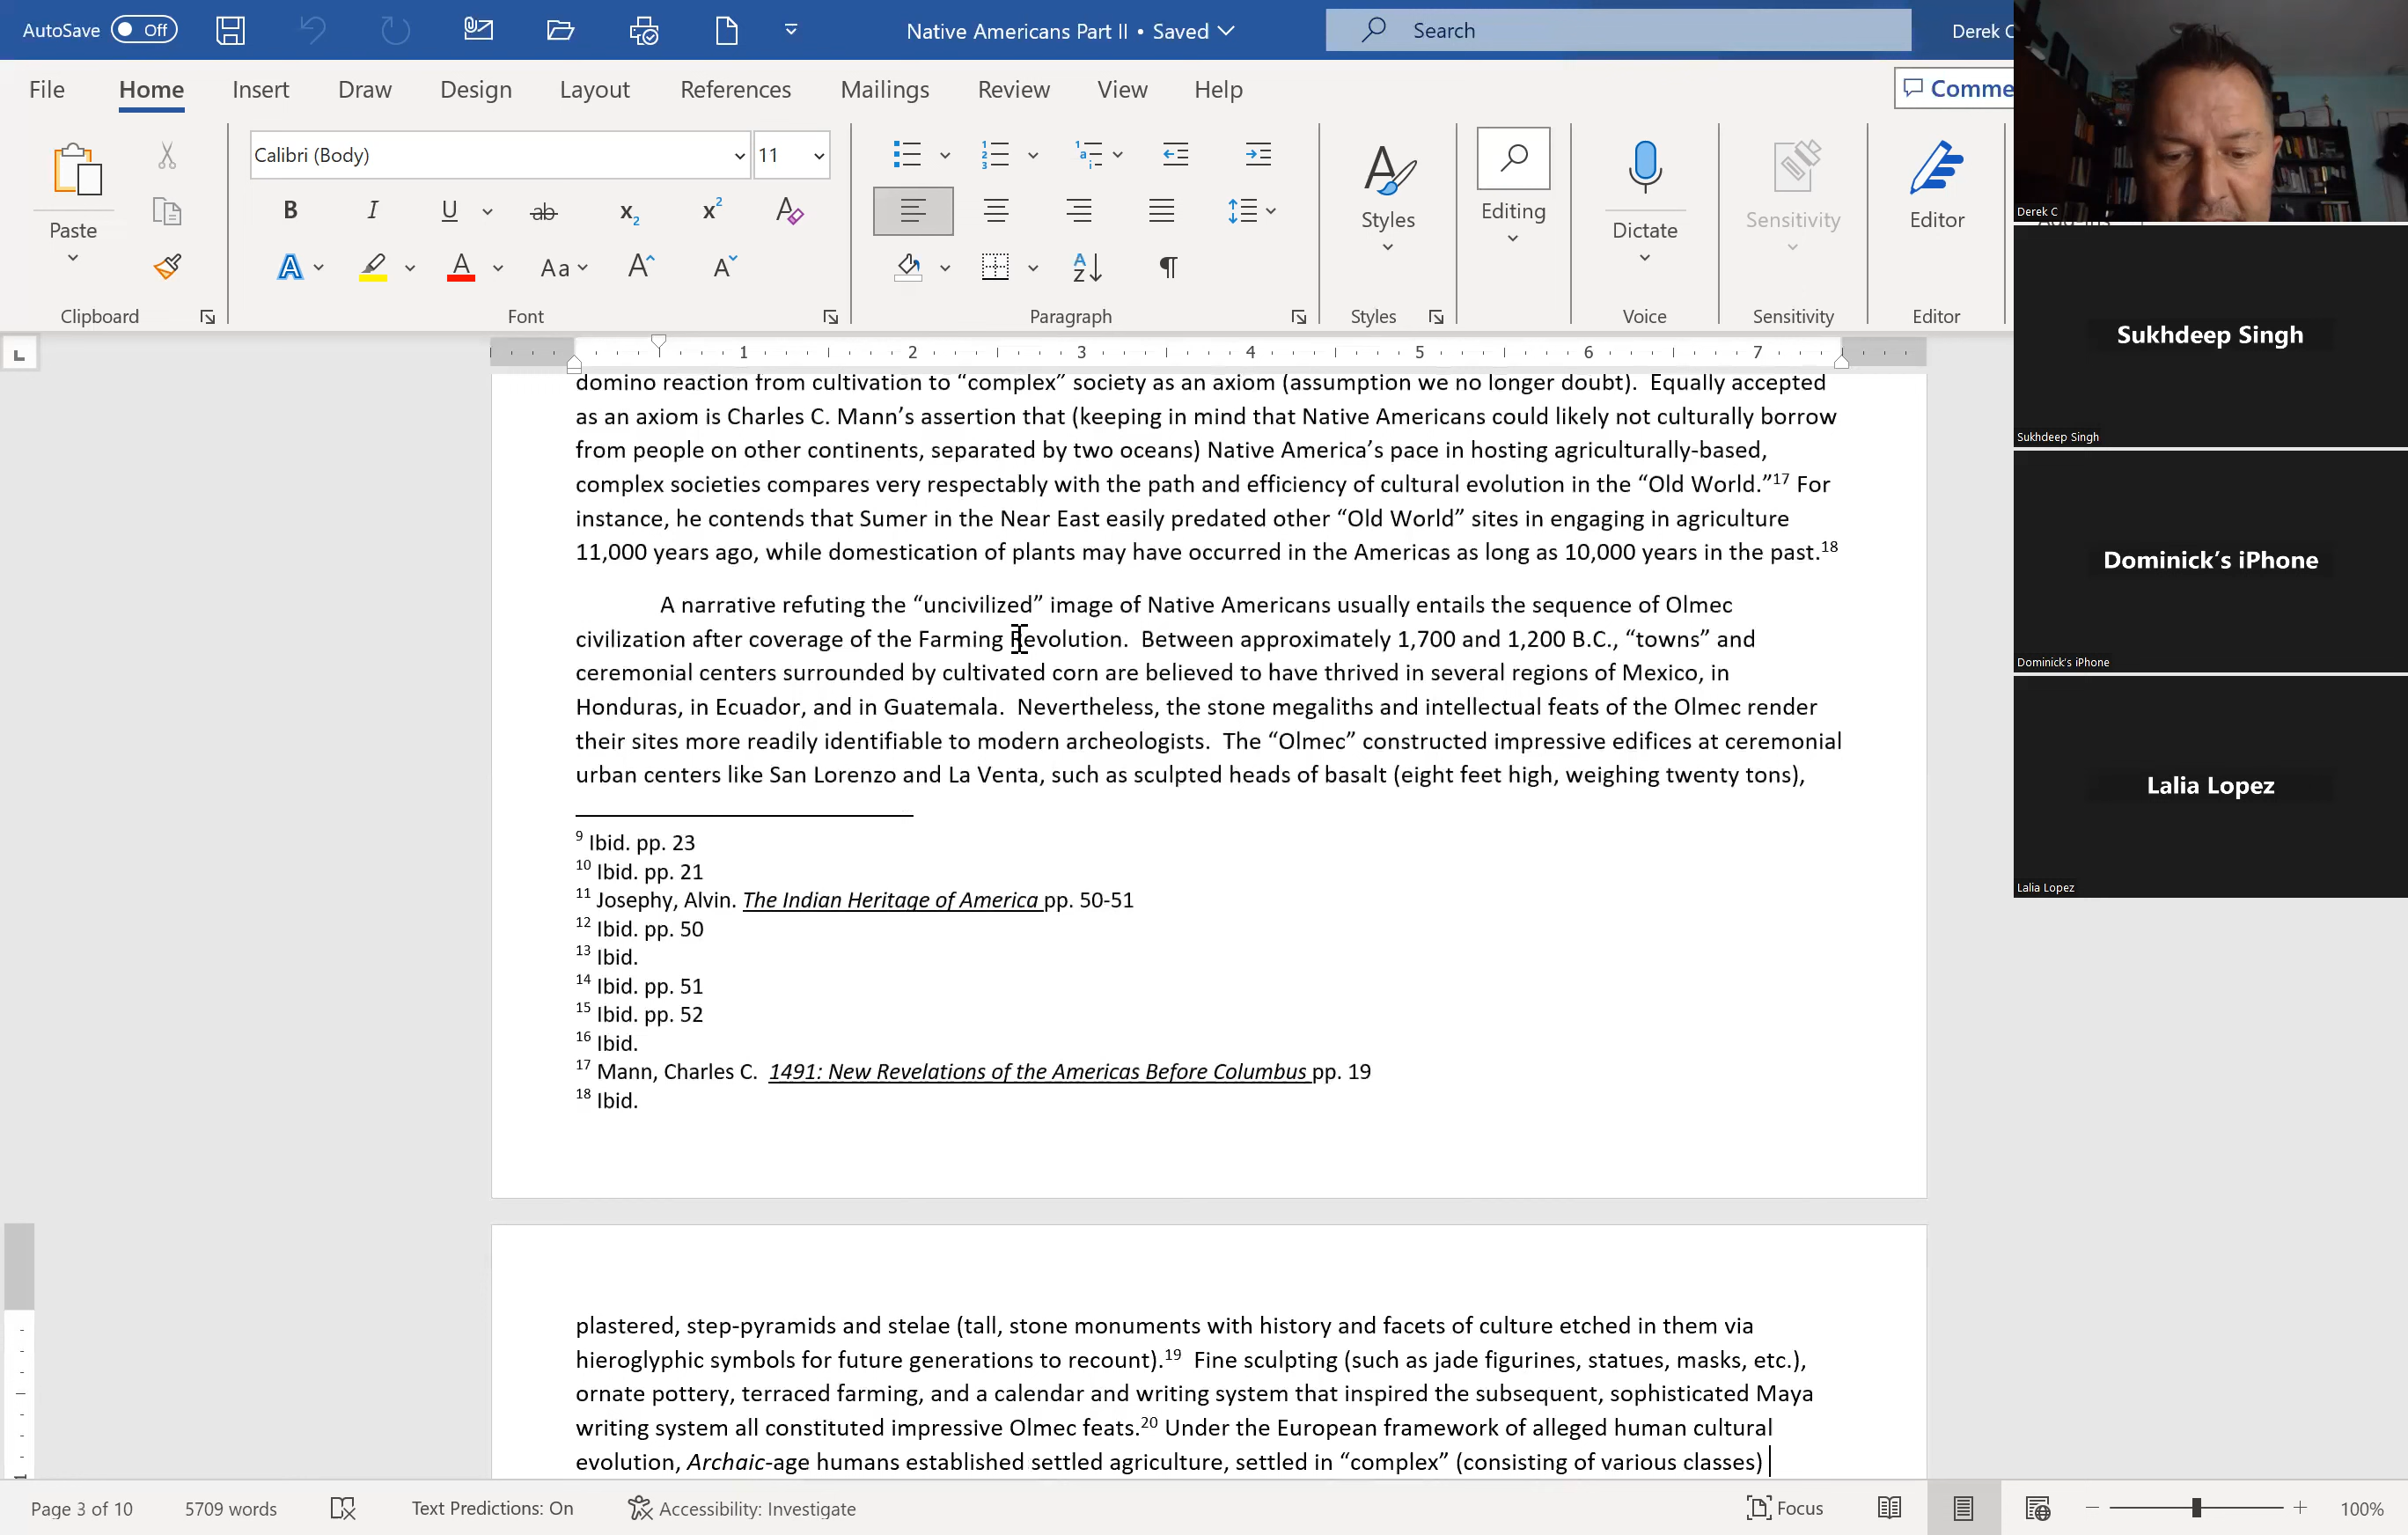 AutoSave Off Native Americans Part II • Saved Search Derek C
File Home Insert Draw Design Layout References Mailings Review View Help Comme
Calibri (Body) 11
Paste Styles Editing Dictate Sensitivity Editor
Clipboard Font Paragraph Styles Voice Sensitivity Editor
1 2 3 4 5 6 7
domino reaction from cultivation to “complex” society as an axiom (assumption we no longer doubt).  Equally accepted
as an axiom is Charles C. Mann’s assertion that (keeping in mind that Native Americans could likely not culturally borrow
from people on other continents, separated by two oceans) Native America’s pace in hosting agriculturally-based,
complex societies compares very respectably with the path and efficiency of cultural evolution in the “Old World.”17 For
instance, he contends that Sumer in the Near East easily predated other “Old World” sites in engaging in agriculture
11,000 years ago, while domestication of plants may have occurred in the Americas as long as 10,000 years in the past.18
A narrative refuting the “uncivilized” image of Native Americans usually entails the sequence of Olmec
civilization after coverage of the Farming Revolution.  Between approximately 1,700 and 1,200 B.C., “towns” and
ceremonial centers surrounded by cultivated corn are believed to have thrived in several regions of Mexico, in
Honduras, in Ecuador, and in Guatemala.  Nevertheless, the stone megaliths and intellectual feats of the Olmec render
their sites more readily identifiable to modern archeologists.  The “Olmec” constructed impressive edifices at ceremonial
urban centers like San Lorenzo and La Venta, such as sculpted heads of basalt (eight feet high, weighing twenty tons),
9 Ibid. pp. 23
10 Ibid. pp. 21
11 Josephy, Alvin. The Indian Heritage of America pp. 50-51
12 Ibid. pp. 50
13 Ibid.
14 Ibid. pp. 51
15 Ibid. pp. 52
16 Ibid.
17 Mann, Charles C.  1491: New Revelations of the Americas Before Columbus pp. 19
18 Ibid.
plastered, step-pyramids and stelae (tall, stone monuments with history and facets of culture etched in them via
hieroglyphic symbols for future generations to recount).19  Fine sculpting (such as jade figurines, statues, masks, etc.),
ornate pottery, terraced farming, and a calendar and writing system that inspired the subsequent, sophisticated Maya
writing system all constituted impressive Olmec feats.20 Under the European framework of alleged human cultural
evolution, Archaic-age humans established settled agriculture, settled in “complex” (consisting of various classes)
Page 3 of 10 5709 words Text Predictions: On Accessibility: Investigate Focus 100%
Derek C
Sukhdeep Singh
Sukhdeep Singh
Dominick’s iPhone
Dominick's iPhone
Lalia Lopez
Lalia Lopez